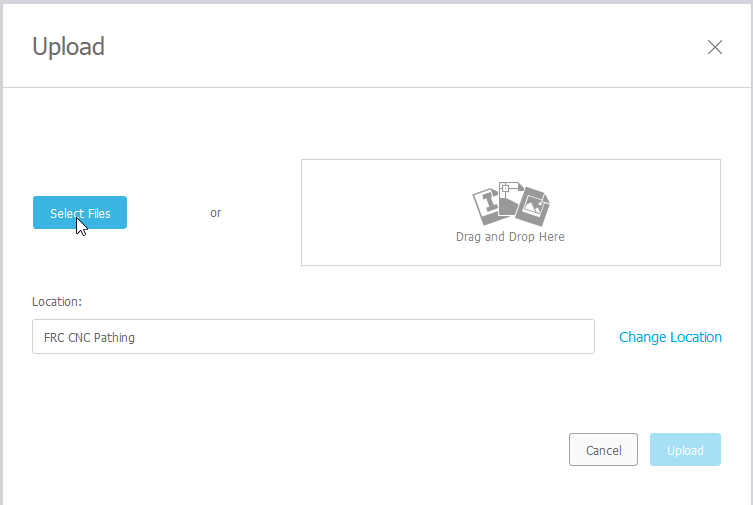 Upload
Select Files
or
Drag and Drop Here
Location:
FRC CNC Pathing
Change Location
Cancel
Upload